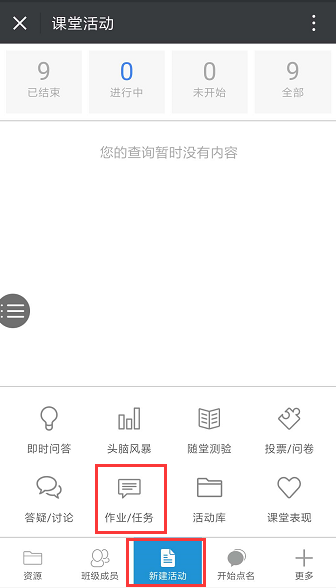 课堂活动
9 0 0 9
已结束 进行中 未开始 全部
您的查询暂时没有内容
即时问答 头脑风暴 随堂测验 投票/问卷
答疑/讨论 作业/任务 活动库 课堂表现
资源 班级成员 新建活动 开始点名 更多